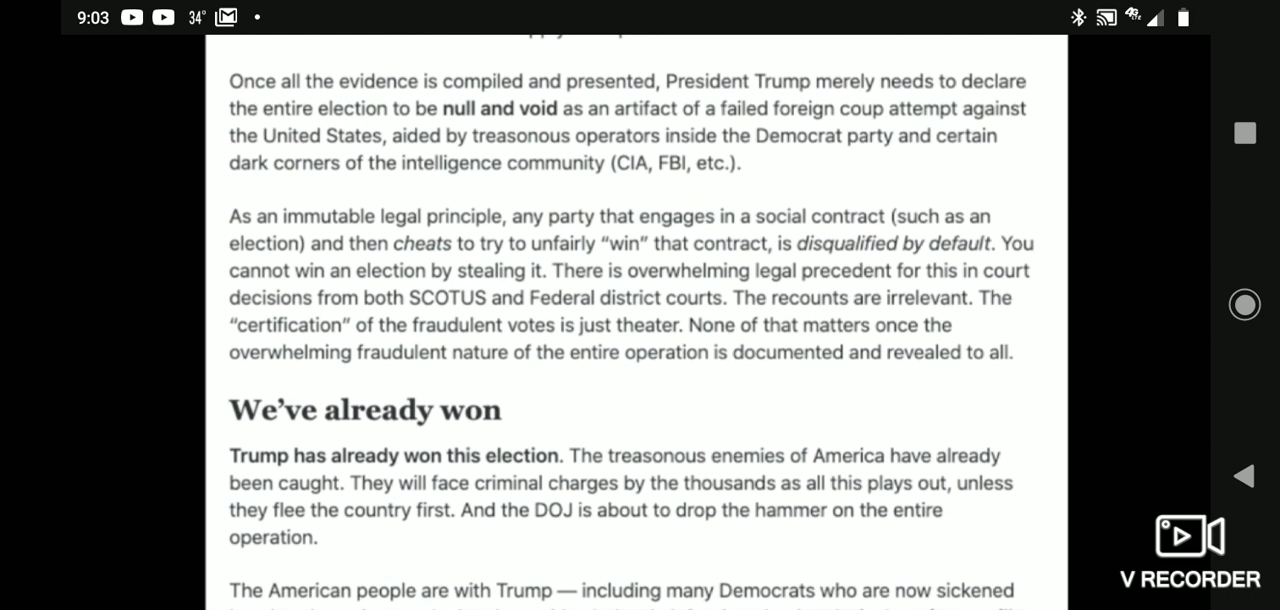 9:03
34°
4G
Once all the evidence is compiled and presented, President Trump merely needs to declare
the entire election to be null and void as an artifact of a failed foreign coup attempt against
the United States, aided by treasonous operators inside the Democrat party and certain
dark corners of the intelligence community (CIA, FBI, etc.).
As an immutable legal principle, any party that engages in a social contract (such as an
election) and then cheats to try to unfairly “win” that contract, is disqualified by default. You
cannot win an election by stealing it. There is overwhelming legal precedent for this in court
decisions from both SCOTUS and Federal district courts. The recounts are irrelevant. The
“certification” of the fraudulent votes is just theater. None of that matters once the
overwhelming fraudulent nature of the entire operation is documented and revealed to all.
We’ve already won
Trump has already won this election. The treasonous enemies of America have already
been caught. They will face criminal charges by the thousands as all this plays out, unless
they flee the country first. And the DOJ is about to drop the hammer on the entire
operation.
The American people are with Trump — including many Democrats who are now sickened
V RECORDER